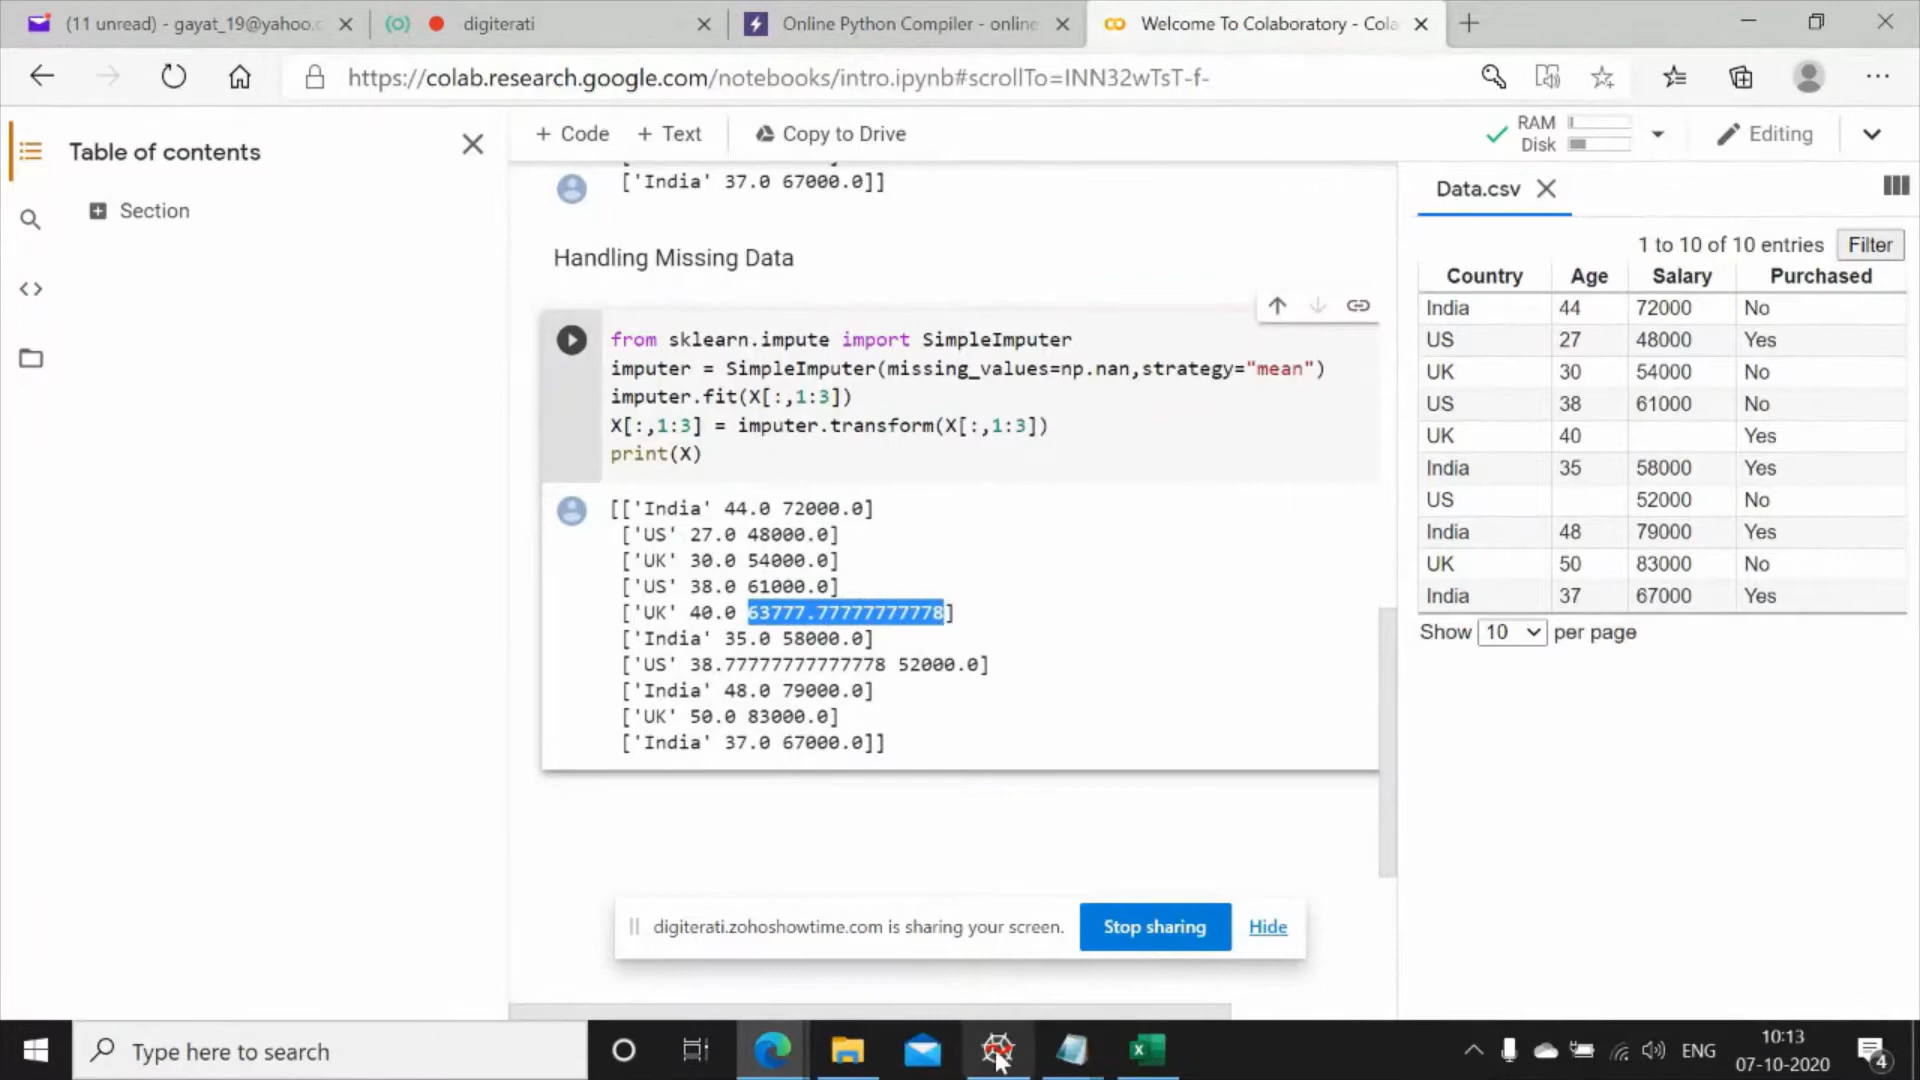 (11 unread) - gayat_19@yahoo.c
digiterati
Online Python Compiler - online
Welcome To Colaboratory - Cola
https://colab.research.google.com/notebooks/intro.ipynb#scrollTo=INN32wTsT-f-
Table of contents
Section
+ Code + Text Copy to Drive
RAM
Disk
Editing
['India' 37.0 67000.0]]
Handling Missing Data
from sklearn.impute import SimpleImputer
imputer = SimpleImputer(missing_values=np.nan,strategy="mean")
imputer.fit(X[:,1:3])
X[:,1:3] = imputer.transform(X[:,1:3])
print(X)
[['India' 44.0 72000.0]
['US' 27.0 48000.0]
['UK' 30.0 54000.0]
['US' 38.0 61000.0]
['UK' 40.0 63777.77777777778]
['India' 35.0 58000.0]
['US' 38.77777777777778 52000.0]
['India' 48.0 79000.0]
['UK' 50.0 83000.0]
['India' 37.0 67000.0]]
Data.csv
1 to 10 of 10 entries Filter
Country Age Salary Purchased
India 44 72000 No
US 27 48000 Yes
UK 30 54000 No
US 38 61000 No
UK 40 Yes
India 35 58000 Yes
US 52000 No
India 48 79000 Yes
UK 50 83000 No
India 37 67000 Yes
Show 10 per page
digiterati.zohoshowtime.com is sharing your screen. Stop sharing Hide
Type here to search
ENG
10:13
07-10-2020
4